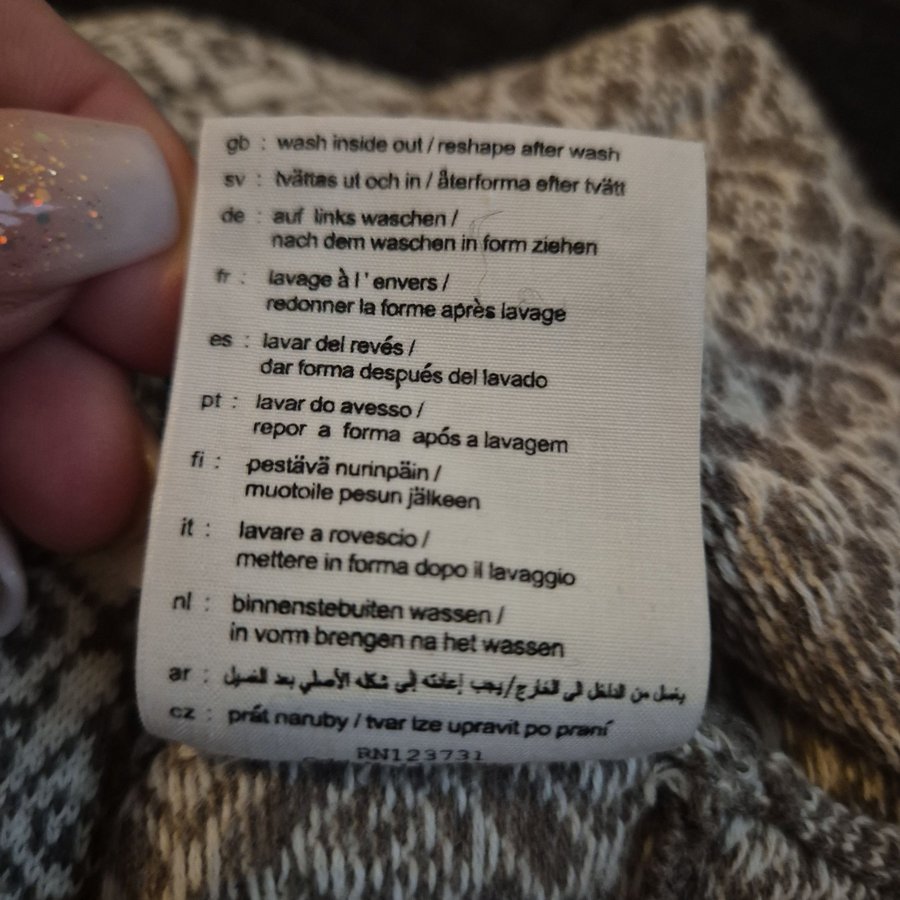 gb : wash inside out / reshape after wash
sv : tvättas ut och in / återforma efter tvätt
de : auf links waschen /
nach dem waschen in form ziehen
fr : lavage à l ' envers /
redonner la forme après lavage
es : lavar del revés /
dar forma después del lavado
pt : lavar do avesso /
repor a forma após a lavagem
fi : pestävä nurinpäin /
muotoile pesun jälkeen
it : lavare a rovescio /
mettere in forma dopo il lavaggio
nl : binnenstebuiten wassen /
in vorm brengen na het wassen
ar : يغسل من الداخل الى الخارج/يجب إعادته إلى شكله الأصلي بعد الغسيل
cz : prát naruby / tvar lze upravit po praní
RN123731